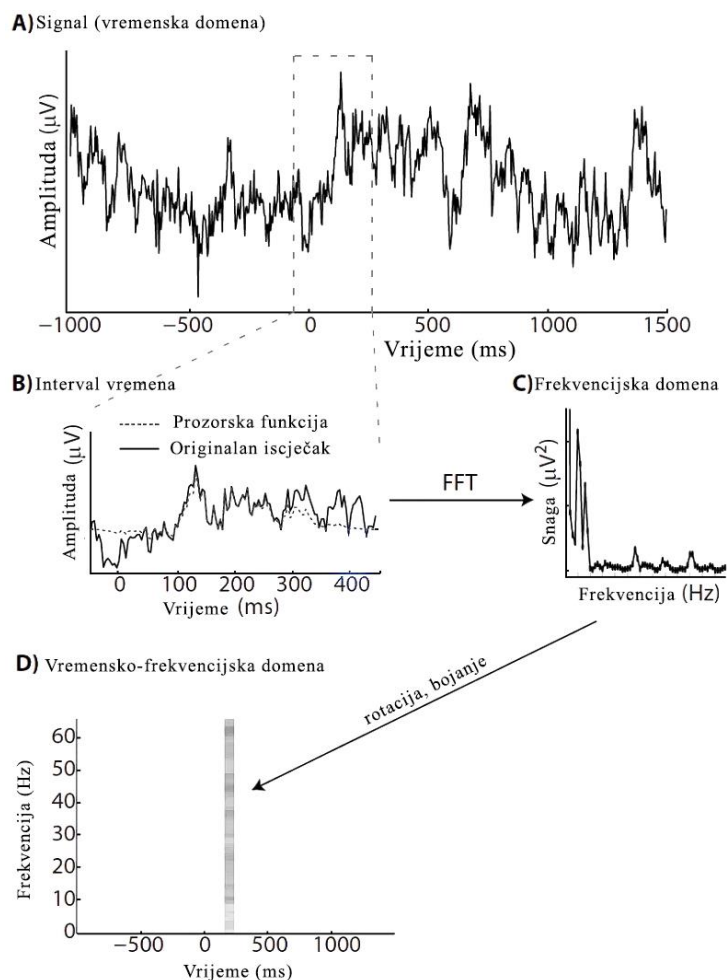 A) Signal (vremenska domena)
Amplituda (μV)
−1000 −500 0 500 1000 1500
Vrijeme (ms)
B) Interval vremena
Prozorska funkcija
Originalan iscječak
Amplituda (μV)
0 100 200 300 400
Vrijeme (ms)
FFT
C) Frekvencijska domena
Snaga (μV²)
Frekvencija (Hz)
rotacija, bojanje
D) Vremensko-frekvencijska domena
Frekvencija (Hz)
60
50
40
30
20
10
0
−500 0 500 1000
Vrijeme (ms)